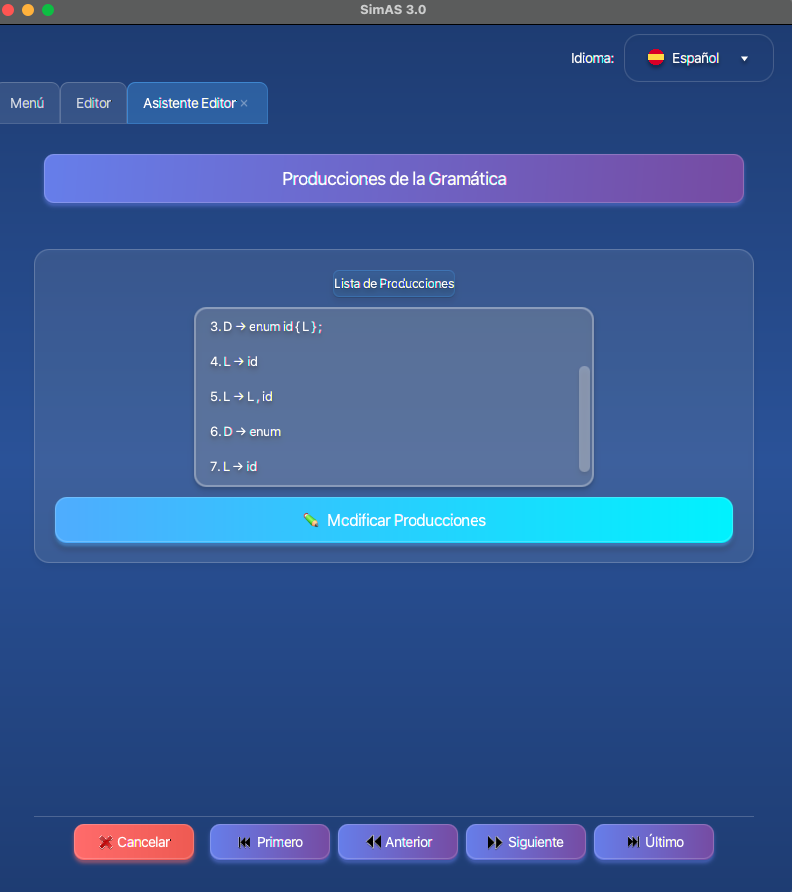 SimAS 3.0
Idioma: Español
Menú Editor Asistente Editor ×
Producciones de la Gramática
Lista de Producciones
3. D → enum id { L } ;
4. L → id
5. L → L , id
6. D → enum
7. L → id
Modificar Producciones
Cancelar Primero Anterior Siguiente Último